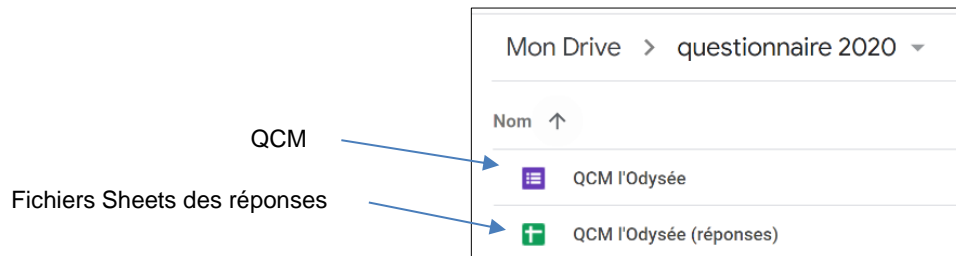 Mon Drive > questionnaire 2020
Nom
QCM
QCM l'Odysée
Fichiers Sheets des réponses
QCM l'Odysée (réponses)